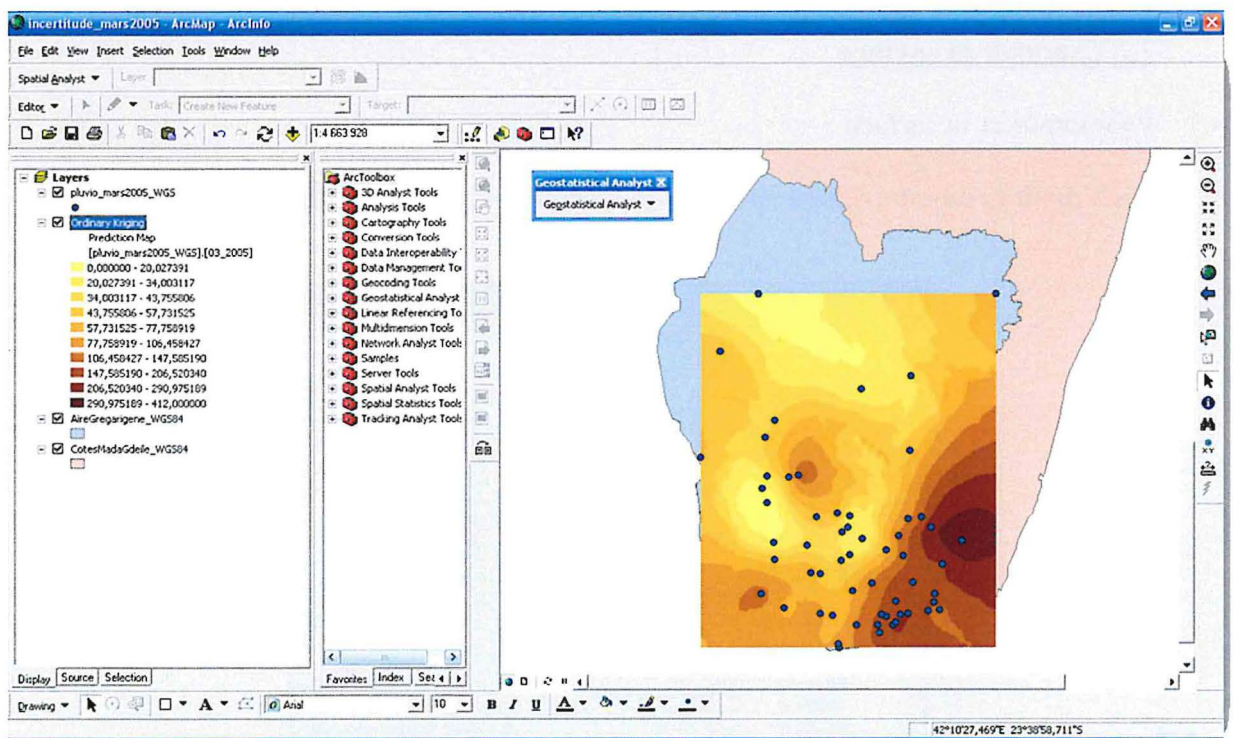 incertitude_mars2005 - ArcMap - ArcInfo
File Edit View Insert Selection Tools Window Help
Spatial Analyst Layer:
Editor Task: Create New Feature Target:
1:4 663 928
Layers
pluvio_mars2005_WGS
Ordinary Kriging
Prediction Map
[pluvio_mars2005_WGS].[03_2005]
0,000000 - 20,027391
20,027391 - 34,003117
34,003117 - 43,755806
43,755806 - 57,731525
57,731525 - 77,758919
77,758919 - 106,458427
106,458427 - 147,585190
147,585190 - 206,520340
206,520340 - 290,975189
290,975189 - 412,000000
AireGregarigene_WGS84
CotesMadaGdeile_WGS84
Display Source Selection
ArcToolbox
3D Analyst Tools
Analysis Tools
Cartography Tools
Conversion Tools
Data Interoperability
Data Management To
Geocoding Tools
Geostatistical Analyst
Linear Referencing To
Multidimension Tools
Network Analyst Tools
Samples
Server Tools
Spatial Analyst Tools
Spatial Statistics Tools
Tracking Analyst Tools
Favorites Index Sea
Geostatistical Analyst
Geostatistical Analyst
XY
Drawing A Arial 10 B I U A
42°10'27,469"E 23°38'58,711"S